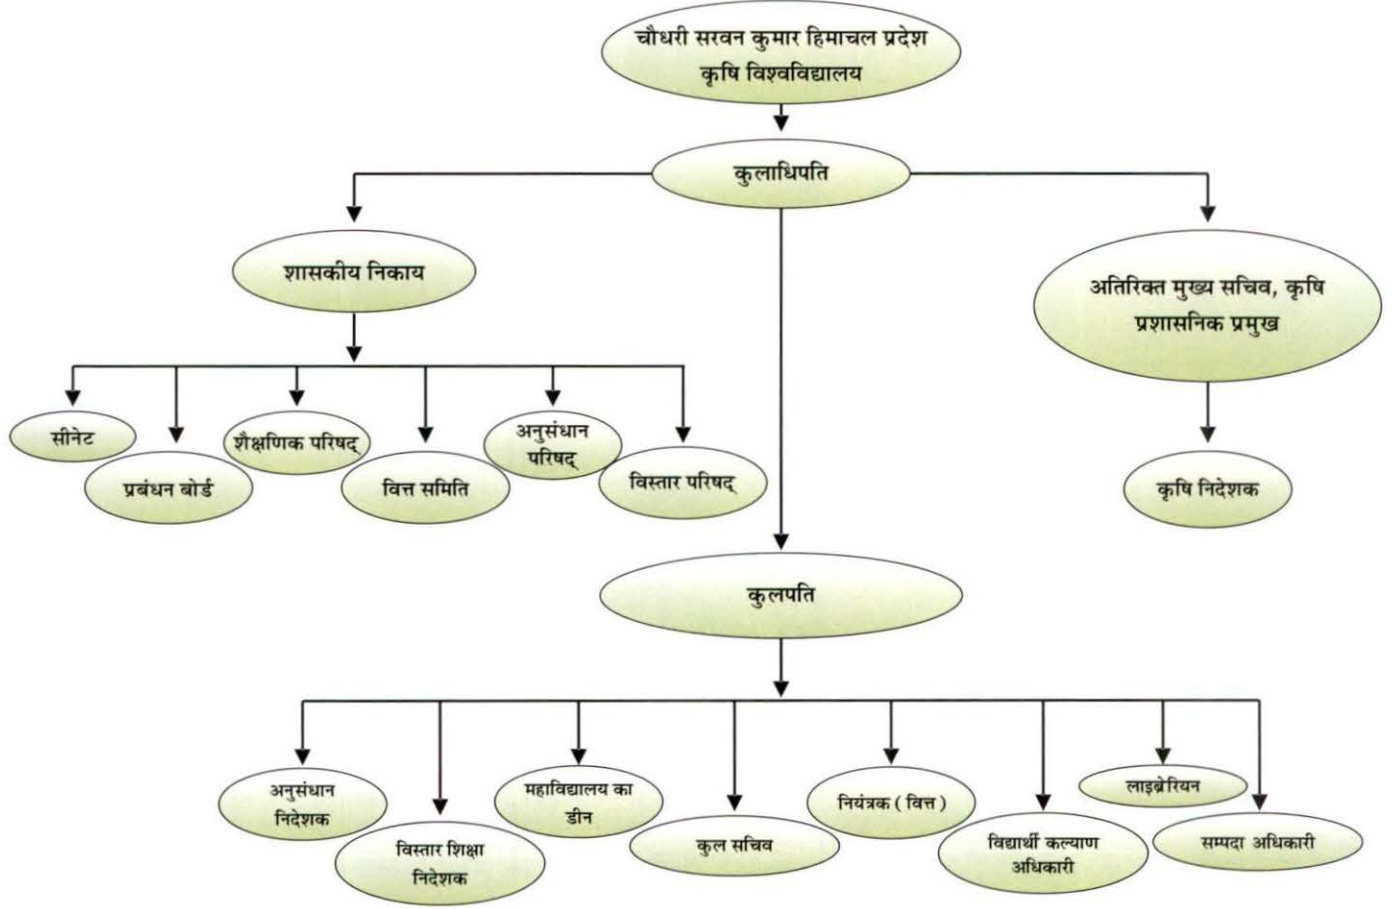 चौधरी सरवन कुमार हिमाचल प्रदेश
कृषि विश्वविद्यालय
कुलाधिपति
शासकीय निकाय
अतिरिक्त मुख्य सचिव, कृषि
प्रशासनिक प्रमुख
सीनेट
प्रबंधन बोर्ड
शैक्षणिक परिषद्
वित्त समिति
अनुसंधान
परिषद्
विस्तार परिषद्
कृषि निदेशक
कुलपति
अनुसंधान
निदेशक
विस्तार शिक्षा
निदेशक
महाविद्यालय का
डीन
कुल सचिव
नियंत्रक ( वित्त )
विद्यार्थी कल्याण
अधिकारी
लाइब्रेरियन
सम्पदा अधिकारी